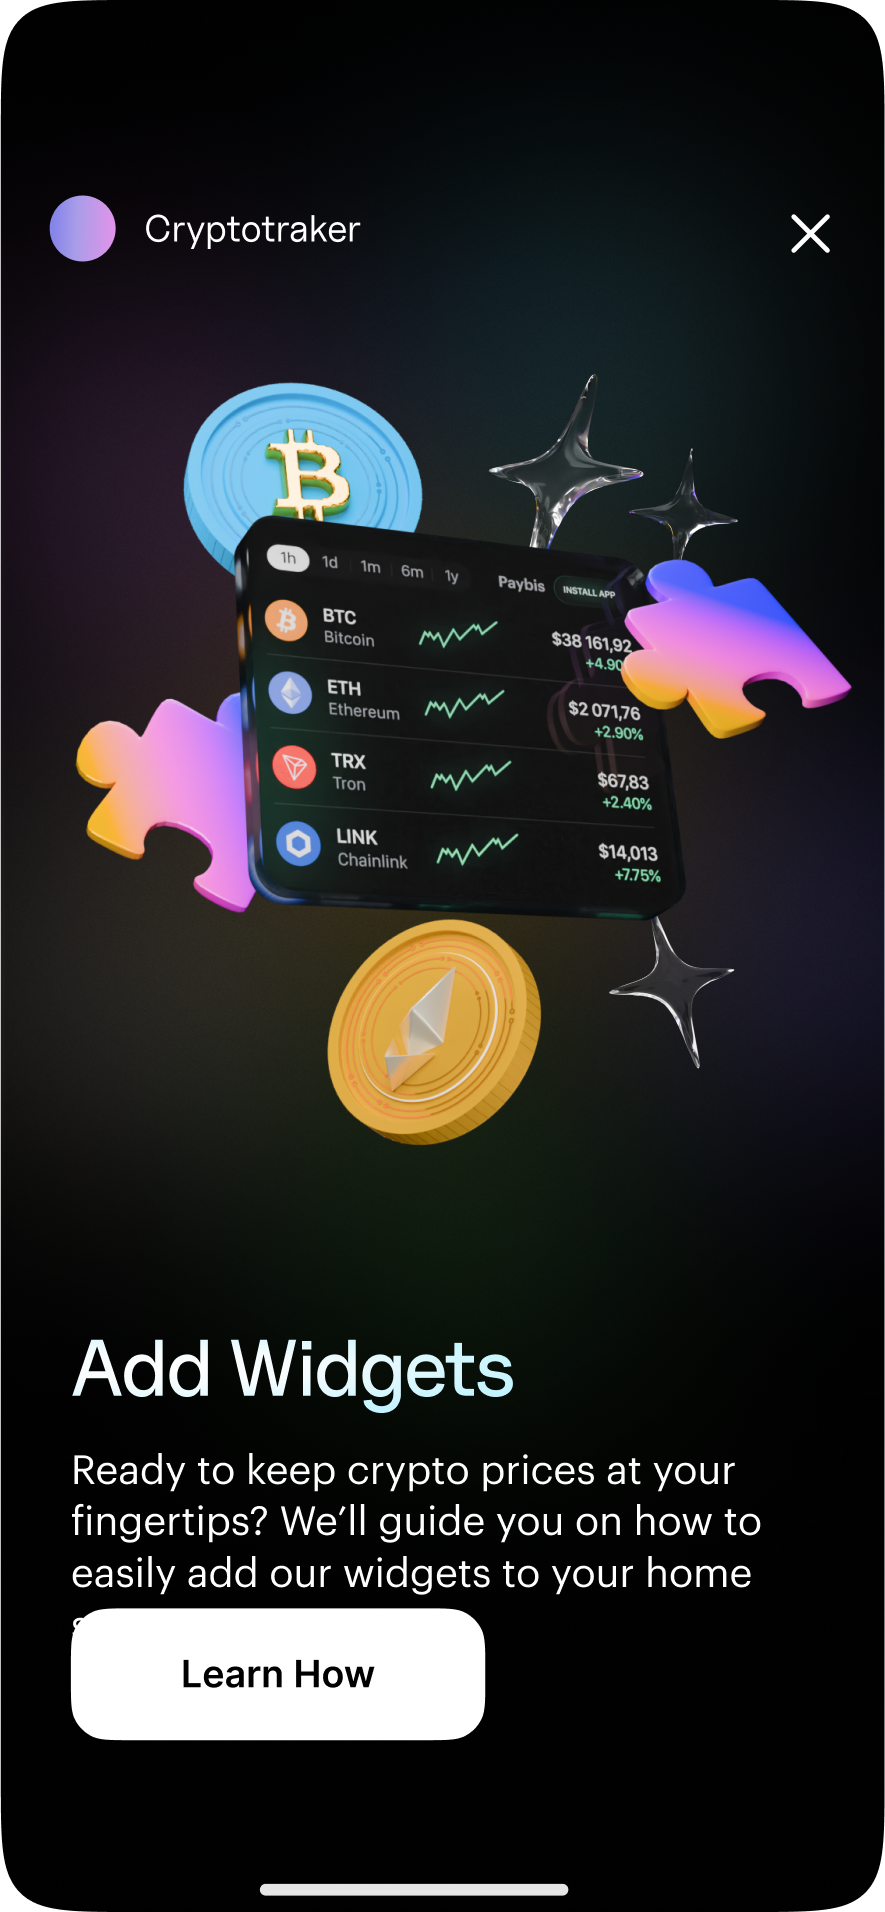 Cryptotraker
1h 1d 1m 6m 1y Paybis INSTALL APP
BTC
Bitcoin
$38 161,92
+4.90
ETH
Ethereum
$2 071,76
+2.90%
TRX
Tron
$67,83
+2.40%
LINK
Chainlink
$14,013
+7.75%
Add Widgets
Ready to keep crypto prices at your
fingertips? We’ll guide you on how to
easily add our widgets to your home
Learn How